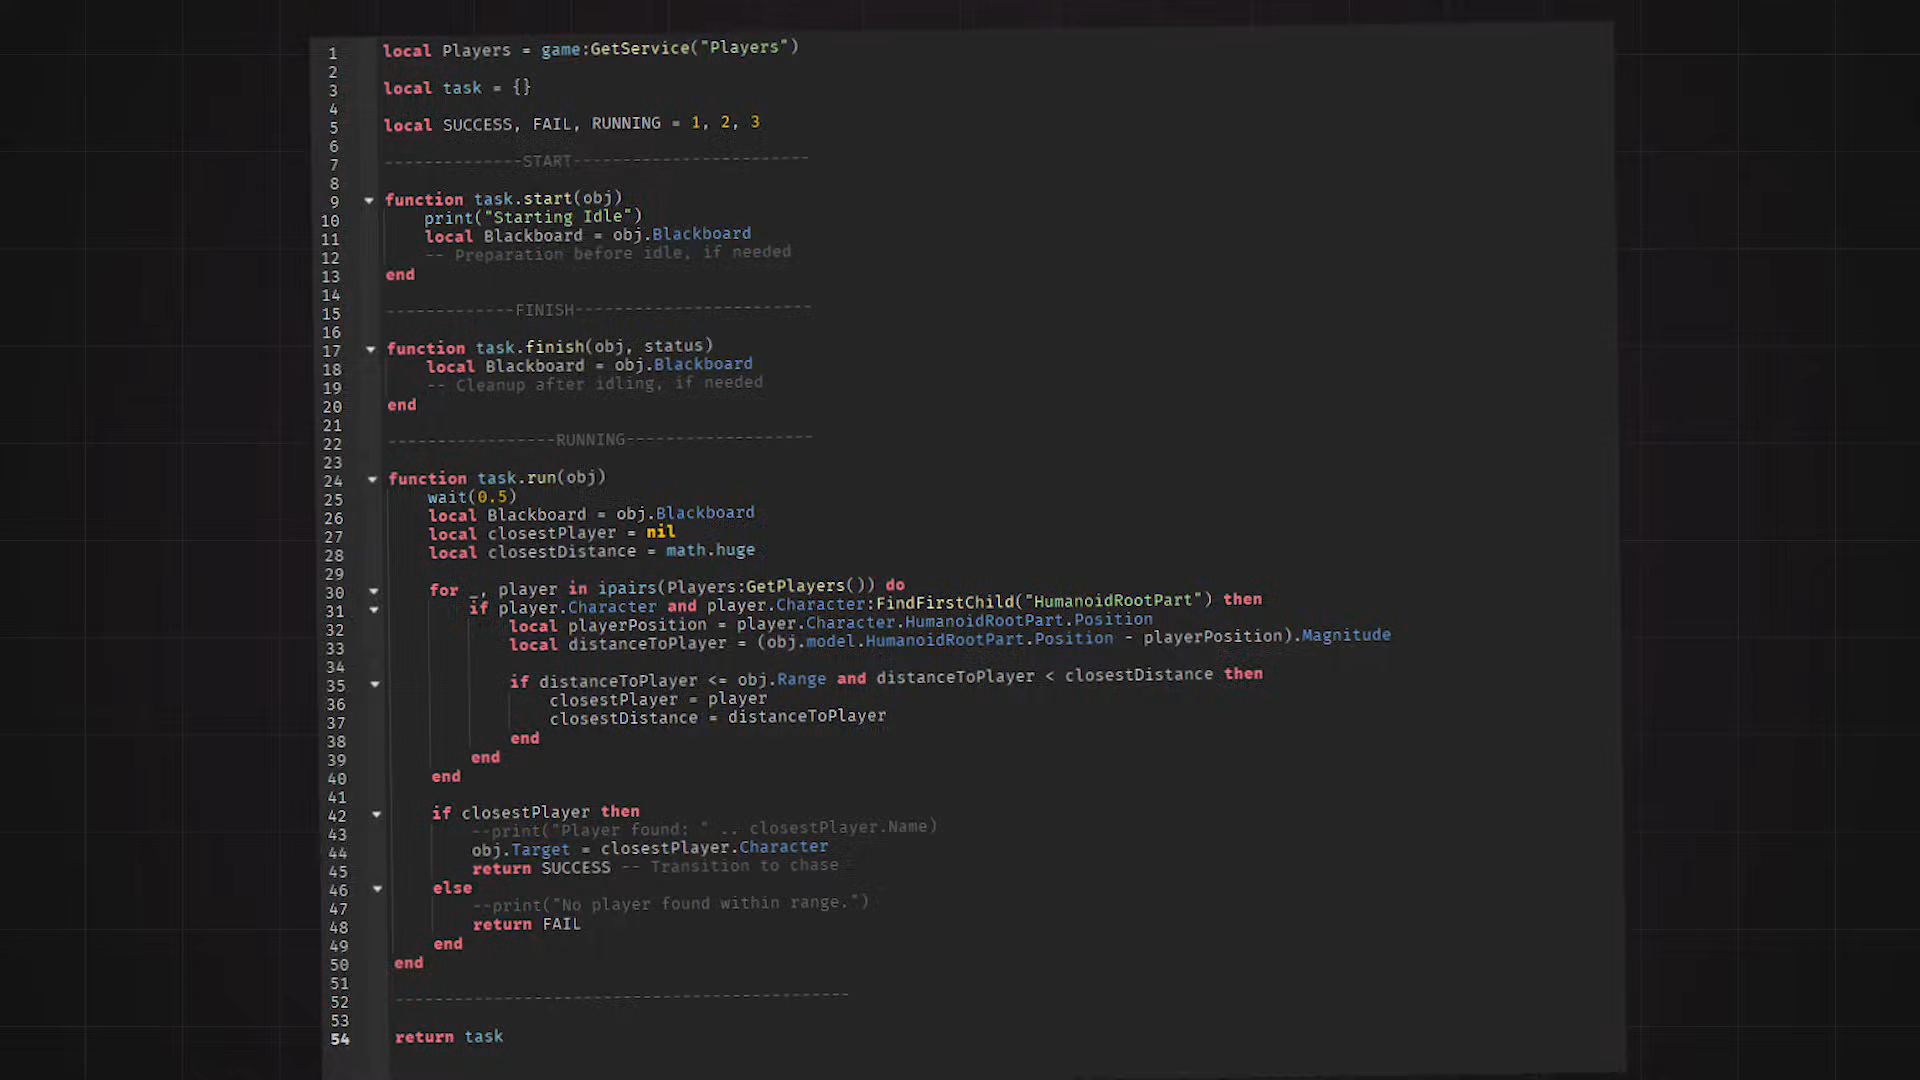 1 local Players = game:GetService("Players")
2
3 local task = {}
4
5 local SUCCESS, FAIL, RUNNING = 1, 2, 3
6
7 --------------START------------------------
8
9 function task.start(obj)
10 print("Starting Idle")
11 local Blackboard = obj.Blackboard
12 -- Preparation before idle, if needed
13 end
14
15 -------------FINISH------------------------
16
17 function task.finish(obj, status)
18 local Blackboard = obj.Blackboard
19 -- Cleanup after idling, if needed
20 end
21
22 -----------------RUNNING-------------------
23
24 function task.run(obj)
25 wait(0.5)
26 local Blackboard = obj.Blackboard
27 local closestPlayer = nil
28 local closestDistance = math.huge
29
30 for _, player in ipairs(Players:GetPlayers()) do
31 if player.Character and player.Character:FindFirstChild("HumanoidRootPart") then
32 local playerPosition = player.Character.HumanoidRootPart.Position
33 local distanceToPlayer = (obj.model.HumanoidRootPart.Position - playerPosition).Magnitude
34
35 if distanceToPlayer <= obj.Range and distanceToPlayer < closestDistance then
36 closestPlayer = player
37 closestDistance = distanceToPlayer
38 end
39 end
40 end
41
42 if closestPlayer then
43 --print("Player found: " .. closestPlayer.Name)
44 obj.Target = closestPlayer.Character
45 return SUCCESS -- Transition to chase
46 else
47 --print("No player found within range.")
48 return FAIL
49 end
50 end
51
52 ----------------------------------------------
53
54 return task